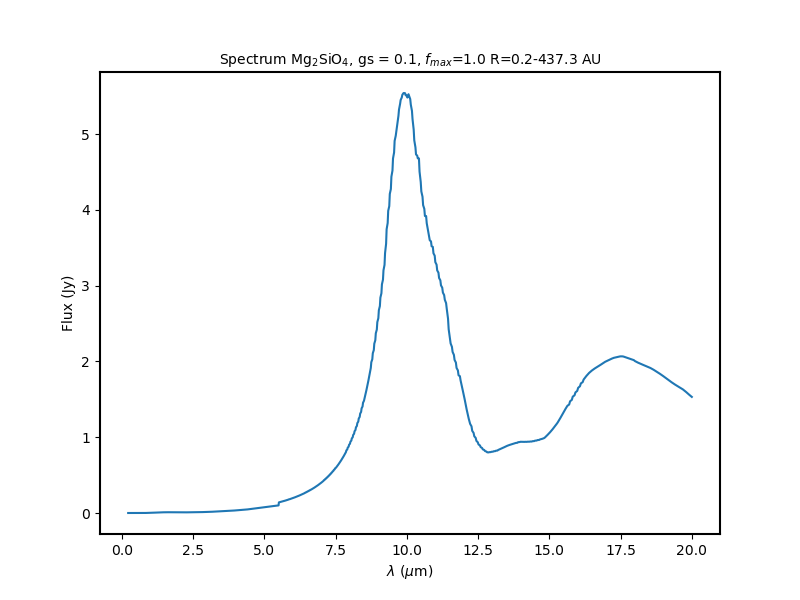 Spectrum Mg₂SiO₄, gs = 0.1, fₘₐₓ=1.0 R=0.2-437.3 AU
Flux (Jy)
5
4
3
2
1
0
0.0 2.5 5.0 7.5 10.0 12.5 15.0 17.5 20.0
λ (μm)